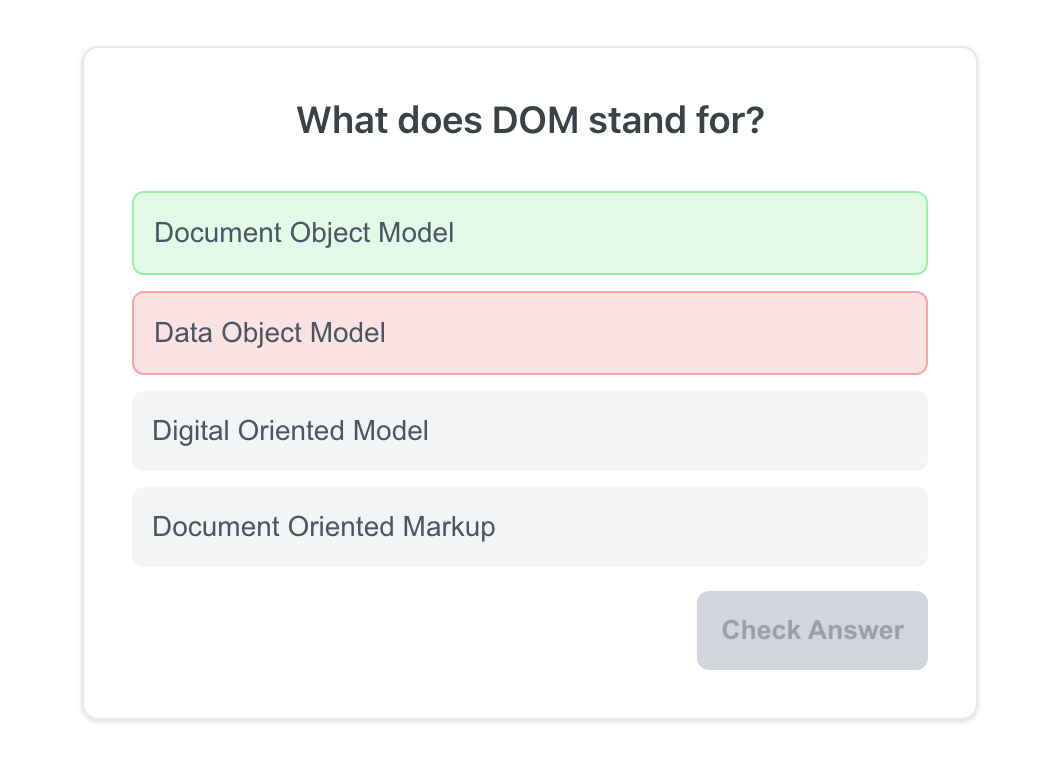 What does DOM stand for?
Document Object Model
Data Object Model
Digital Oriented Model
Document Oriented Markup
Check Answer